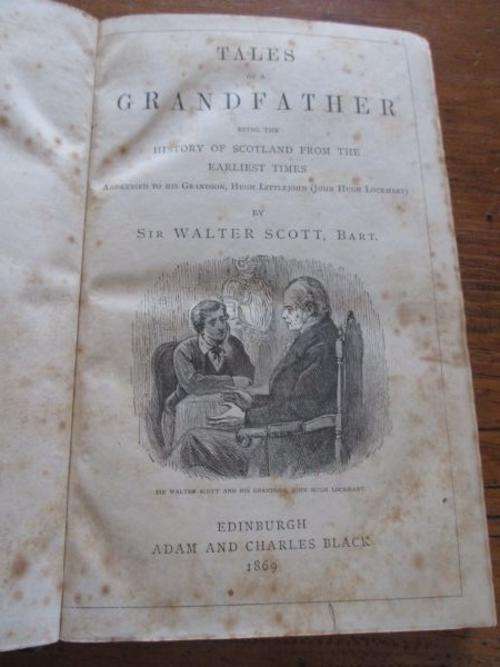 TALES
OF A
GRANDFATHER
BEING THE
HISTORY OF SCOTLAND FROM THE
EARLIEST TIMES
ADDRESSED TO HIS GRANDSON, HUGH LITTLEJOHN (JOHN HUGH LOCKHART)
BY
SIR WALTER SCOTT, BART.
SIR WALTER SCOTT AND HIS GRANDSON, JOHN HUGH LOCKHART.
EDINBURGH
ADAM AND CHARLES BLACK
1869